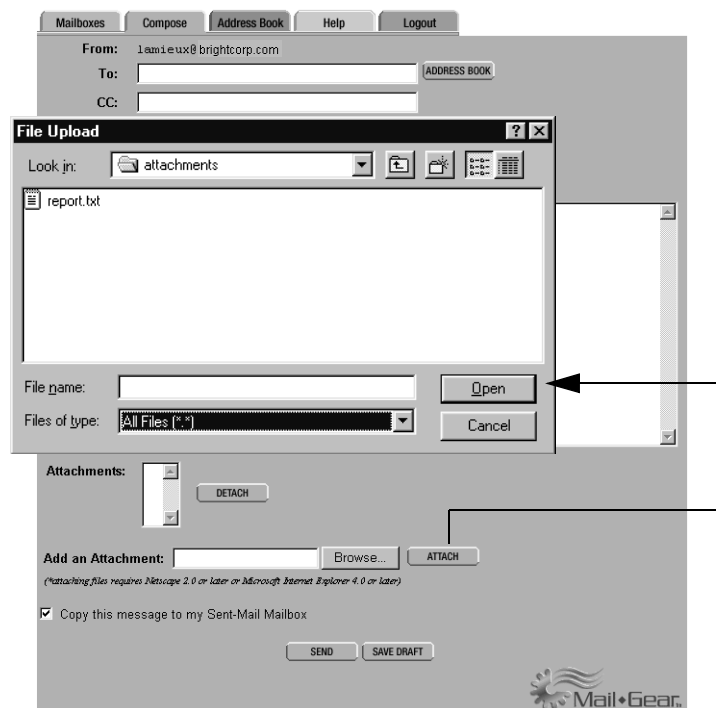 Mailboxes Compose Address Book Help Logout
From: lamieux@brightcorp.com
To: ADDRESS BOOK
CC:
File Upload
Look in: attachments
report.txt
File name: Open
Files of type: All Files (*.*) Cancel
Attachments:
DETACH
Add an Attachment: Browse... ATTACH
(*attaching files requires Netscape 2.0 or later or Microsoft Internet Explorer 4.0 or later)
Copy this message to my Sent-Mail Mailbox
SEND SAVE DRAFT
Mail•Gear™